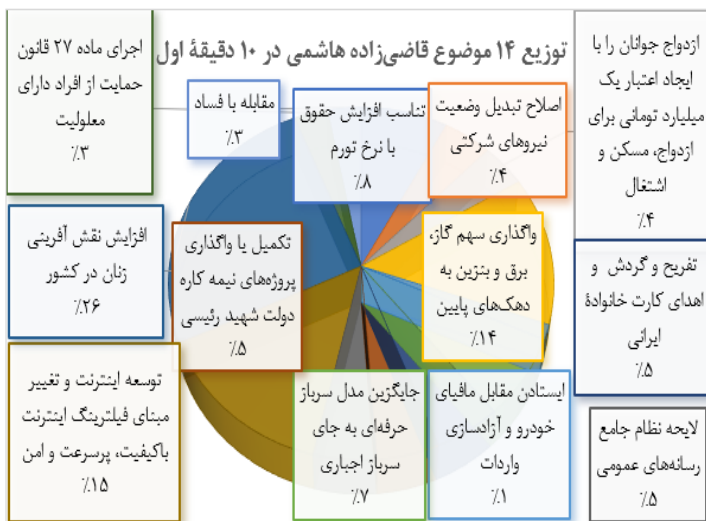 توزیع ۱۴ موضوع قاضی‌زاده هاشمی در ۱۰ دقیقهٔ اول
ازدواج جوانان را با
ایجاد اعتبار یک
میلیارد تومانی برای
ازدواج، مسکن و
اشتغال
٪۴
اصلاح تبدیل وضعیت
نیروهای شرکتی
٪۴
تناسب افزایش حقوق
با نرخ تورم
٪۸
مقابله با فساد
٪۳
اجرای ماده ۲۷ قانون
حمایت از افراد دارای
معلولیت
٪۳
تفریح و گردش و
اهدای کارت خانوادهٔ
ایرانی
٪۵
واگذاری سهم گاز،
برق و بنزین به
دهک‌های پایین
٪۱۴
تکمیل یا واگذاری
پروژه‌های نیمه کاره
دولت شهید رئیسی
٪۵
افزایش نقش آفرینی
زنان در کشور
٪۲۶
لایحه نظام جامع
رسانه‌های عمومی
٪۵
ایستادن مقابل مافیای
خودرو و آزادسازی
واردات
٪۱
جایگزین مدل سرباز
حرفه‌ای به جای
سرباز اجباری
٪۷
توسعه اینترنت و تغییر
مبنای فیلترینگ اینترنت
باکیفیت، پرسرعت و امن
٪۱۵